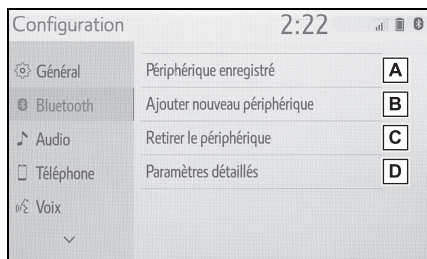 Configuration 2:22
Général
Bluetooth
Audio
Téléphone
Voix
Périphérique enregistré A
Ajouter nouveau périphérique B
Retirer le périphérique C
Paramètres détaillés D